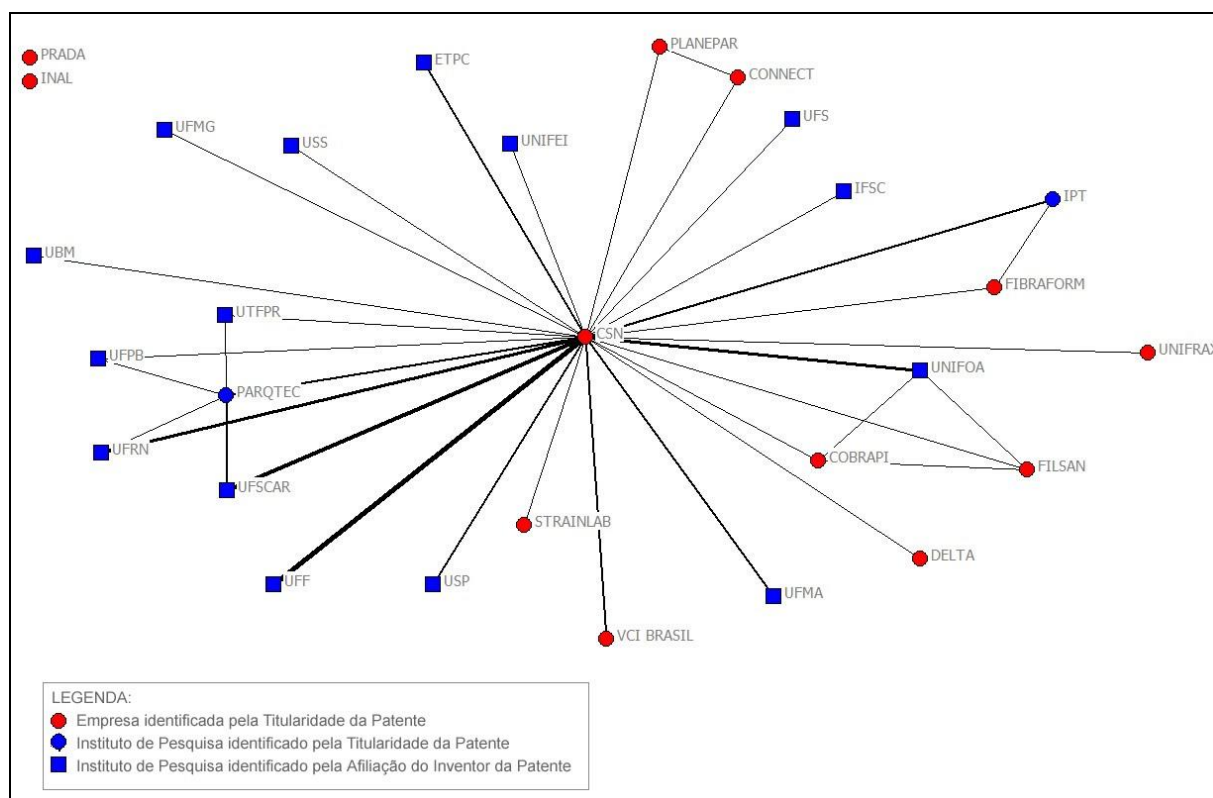 PRADA
INAL
PLANEPAR
ETPC
CONNECT
UFS
UFMG
USS
UNIFEI
IFSC
IPT
UBM
FIBRAFORM
UTFPR
CSN
UFPB
UNIFRAX
UNIFOA
PARQTEC
UFRN
COBRAPI
FILSAN
UFSCAR
STRAINLAB
DELTA
UFF
USP
UFMA
VCI BRASIL
LEGENDA:
Empresa identificada pela Titularidade da Patente
Instituto de Pesquisa identificado pela Titularidade da Patente
Instituto de Pesquisa identificado pela Afiliação do Inventor da Patente